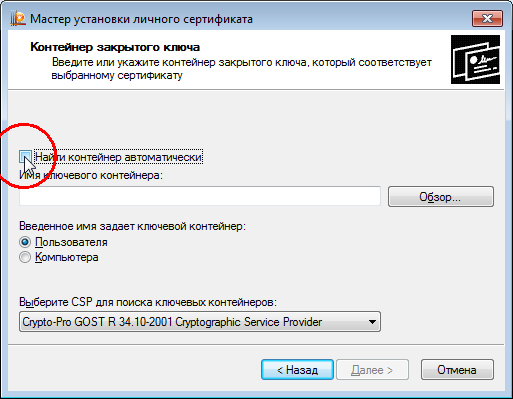 Мастер установки личного сертификата
Контейнер закрытого ключа
Введите или укажите контейнер закрытого ключа, который соответствует
выбранному сертификату
Найти контейнер автоматически
Имя ключевого контейнера:
Обзор...
Введенное имя задает ключевой контейнер:
Пользователя
Компьютера
Выберите CSP для поиска ключевых контейнеров:
Crypto-Pro GOST R 34.10-2001 Cryptographic Service Provider
< Назад
Далее >
Отмена